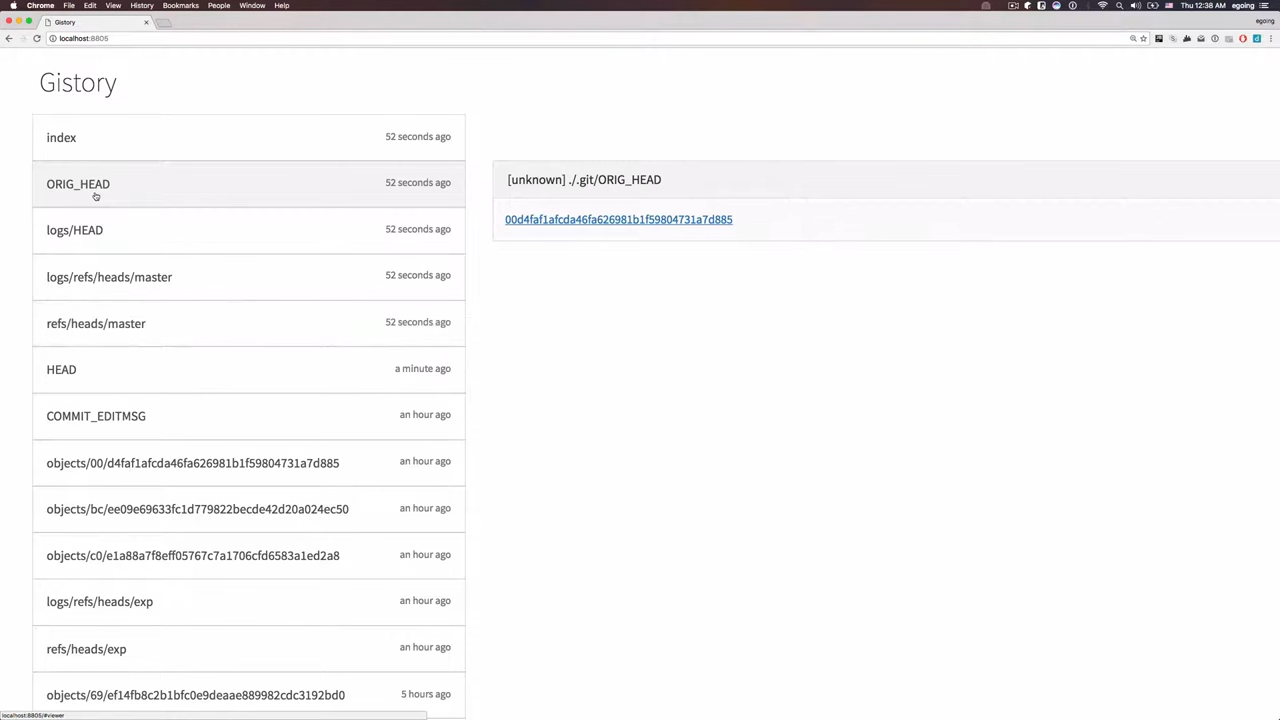 Chrome File Edit View History Bookmarks People Window Help
Thu 12:38 AM egoing
Gistory
egoing
localhost:8805
Gistory
index 52 seconds ago
ORIG_HEAD 52 seconds ago
[unknown] ./.git/ORIG_HEAD
00d4faf1afcda46fa626981b1f59804731a7d885
logs/HEAD 52 seconds ago
logs/refs/heads/master 52 seconds ago
refs/heads/master 52 seconds ago
HEAD a minute ago
COMMIT_EDITMSG an hour ago
objects/00/d4faf1afcda46fa626981b1f59804731a7d885 an hour ago
objects/bc/ee09e69633fc1d779822becde42d20a024ec50 an hour ago
objects/c0/e1a88a7f8eff05767c7a1706cfd6583a1ed2a8 an hour ago
logs/refs/heads/exp an hour ago
refs/heads/exp an hour ago
objects/69/ef14fb8c2b1bfc0e9deaae889982cdc3192bd0 5 hours ago
localhost:8805/#viewer